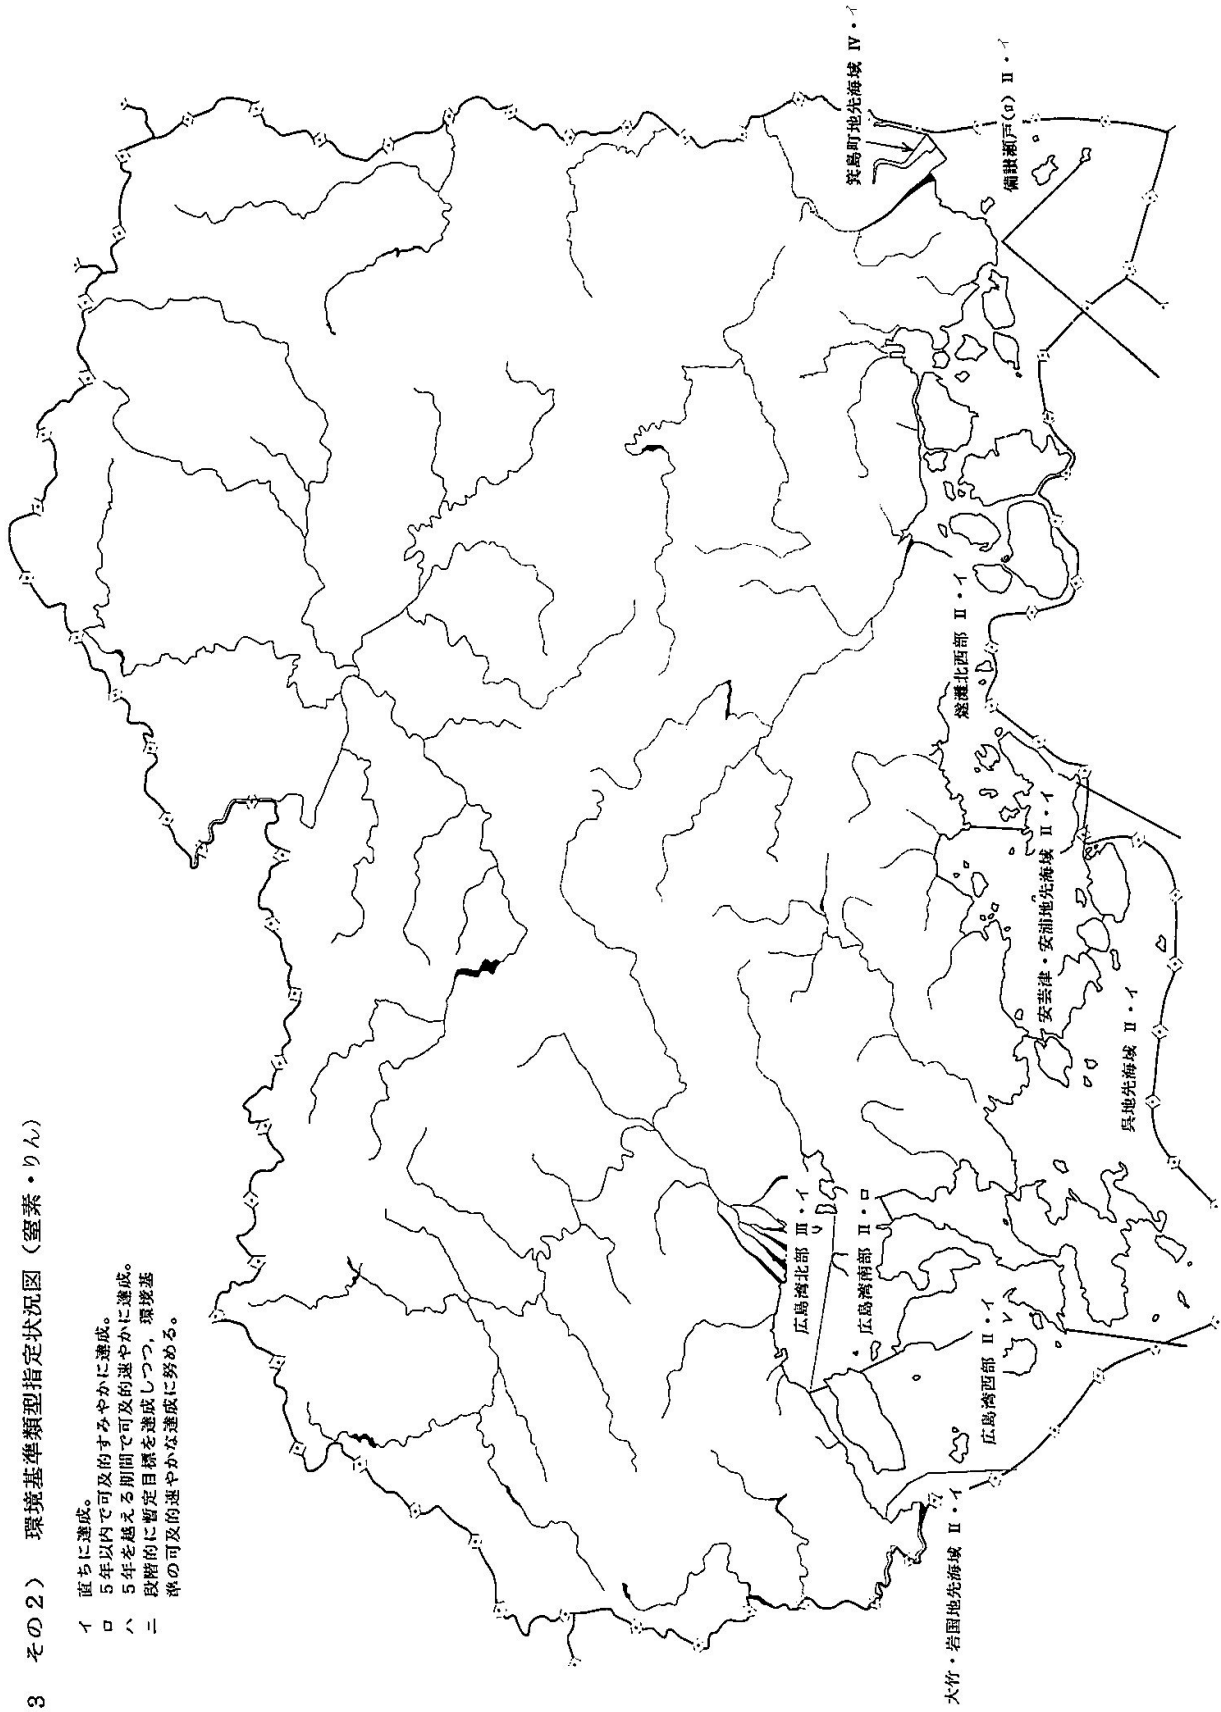 3 その2) 環境基準類型指定状況図(窒素・りん)
イ 直ちに達成。
ロ 5年以内で可及的すみやかに達成。
ハ 5年を越える期間で可及的速やかに達成。
ニ 段階的に暫定目標を達成しつつ,環境基
準の可及的速やかな達成に努める。
大竹・岩国地先海域 Ⅱ・イ
広島湾西部 Ⅱ・イ
広島湾北部 Ⅲ・イ
広島湾南部 Ⅱ・ロ
呉地先海域 Ⅱ・イ
安芸津・安浦地先海域 Ⅱ・イ
燧灘北西部 Ⅱ・イ
箕島町地先海域 Ⅳ・イ
備讃瀬戸(ロ) Ⅱ・イ